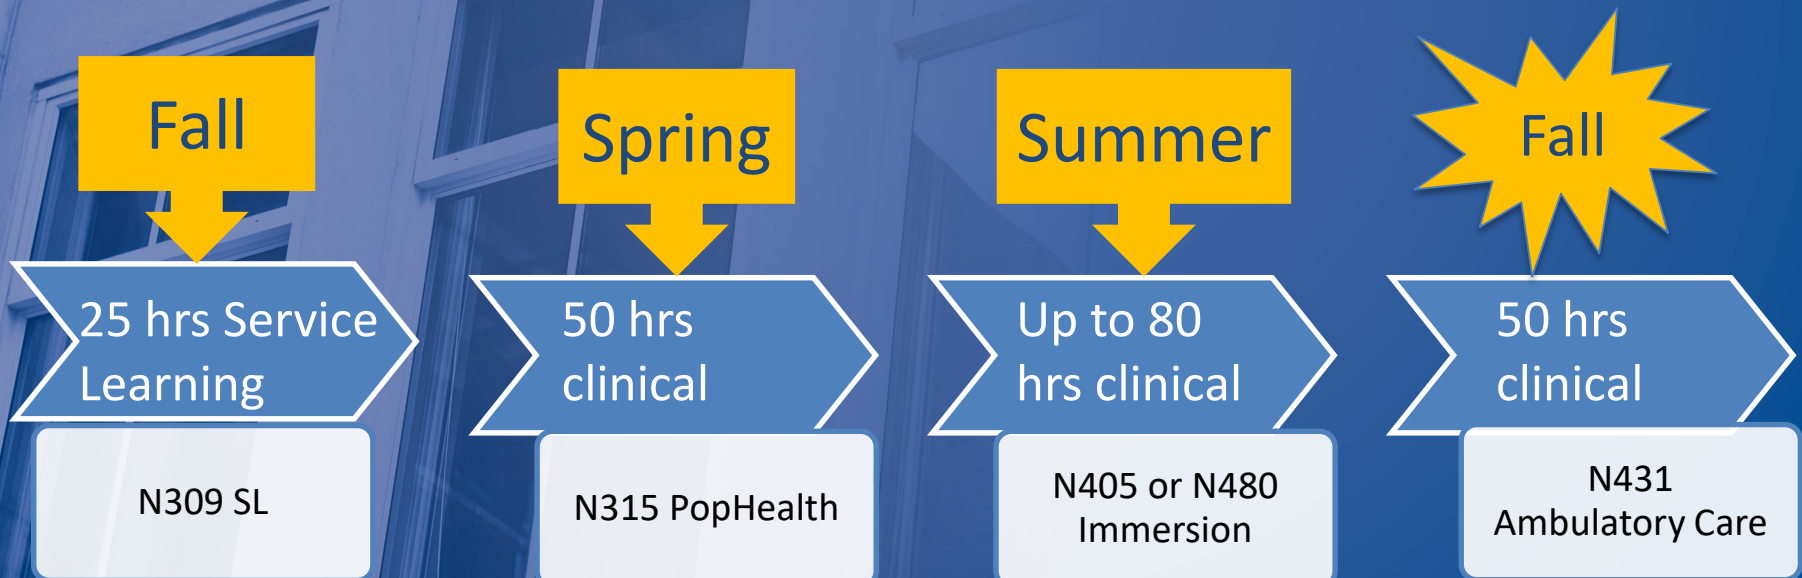 Fall
25 hrs Service
Learning
N309 SL
Spring
50 hrs
clinical
N315 PopHealth
Summer
Up to 80
hrs clinical
N405 or N480
Immersion
Fall
50 hrs
clinical
N431
Ambulatory Care